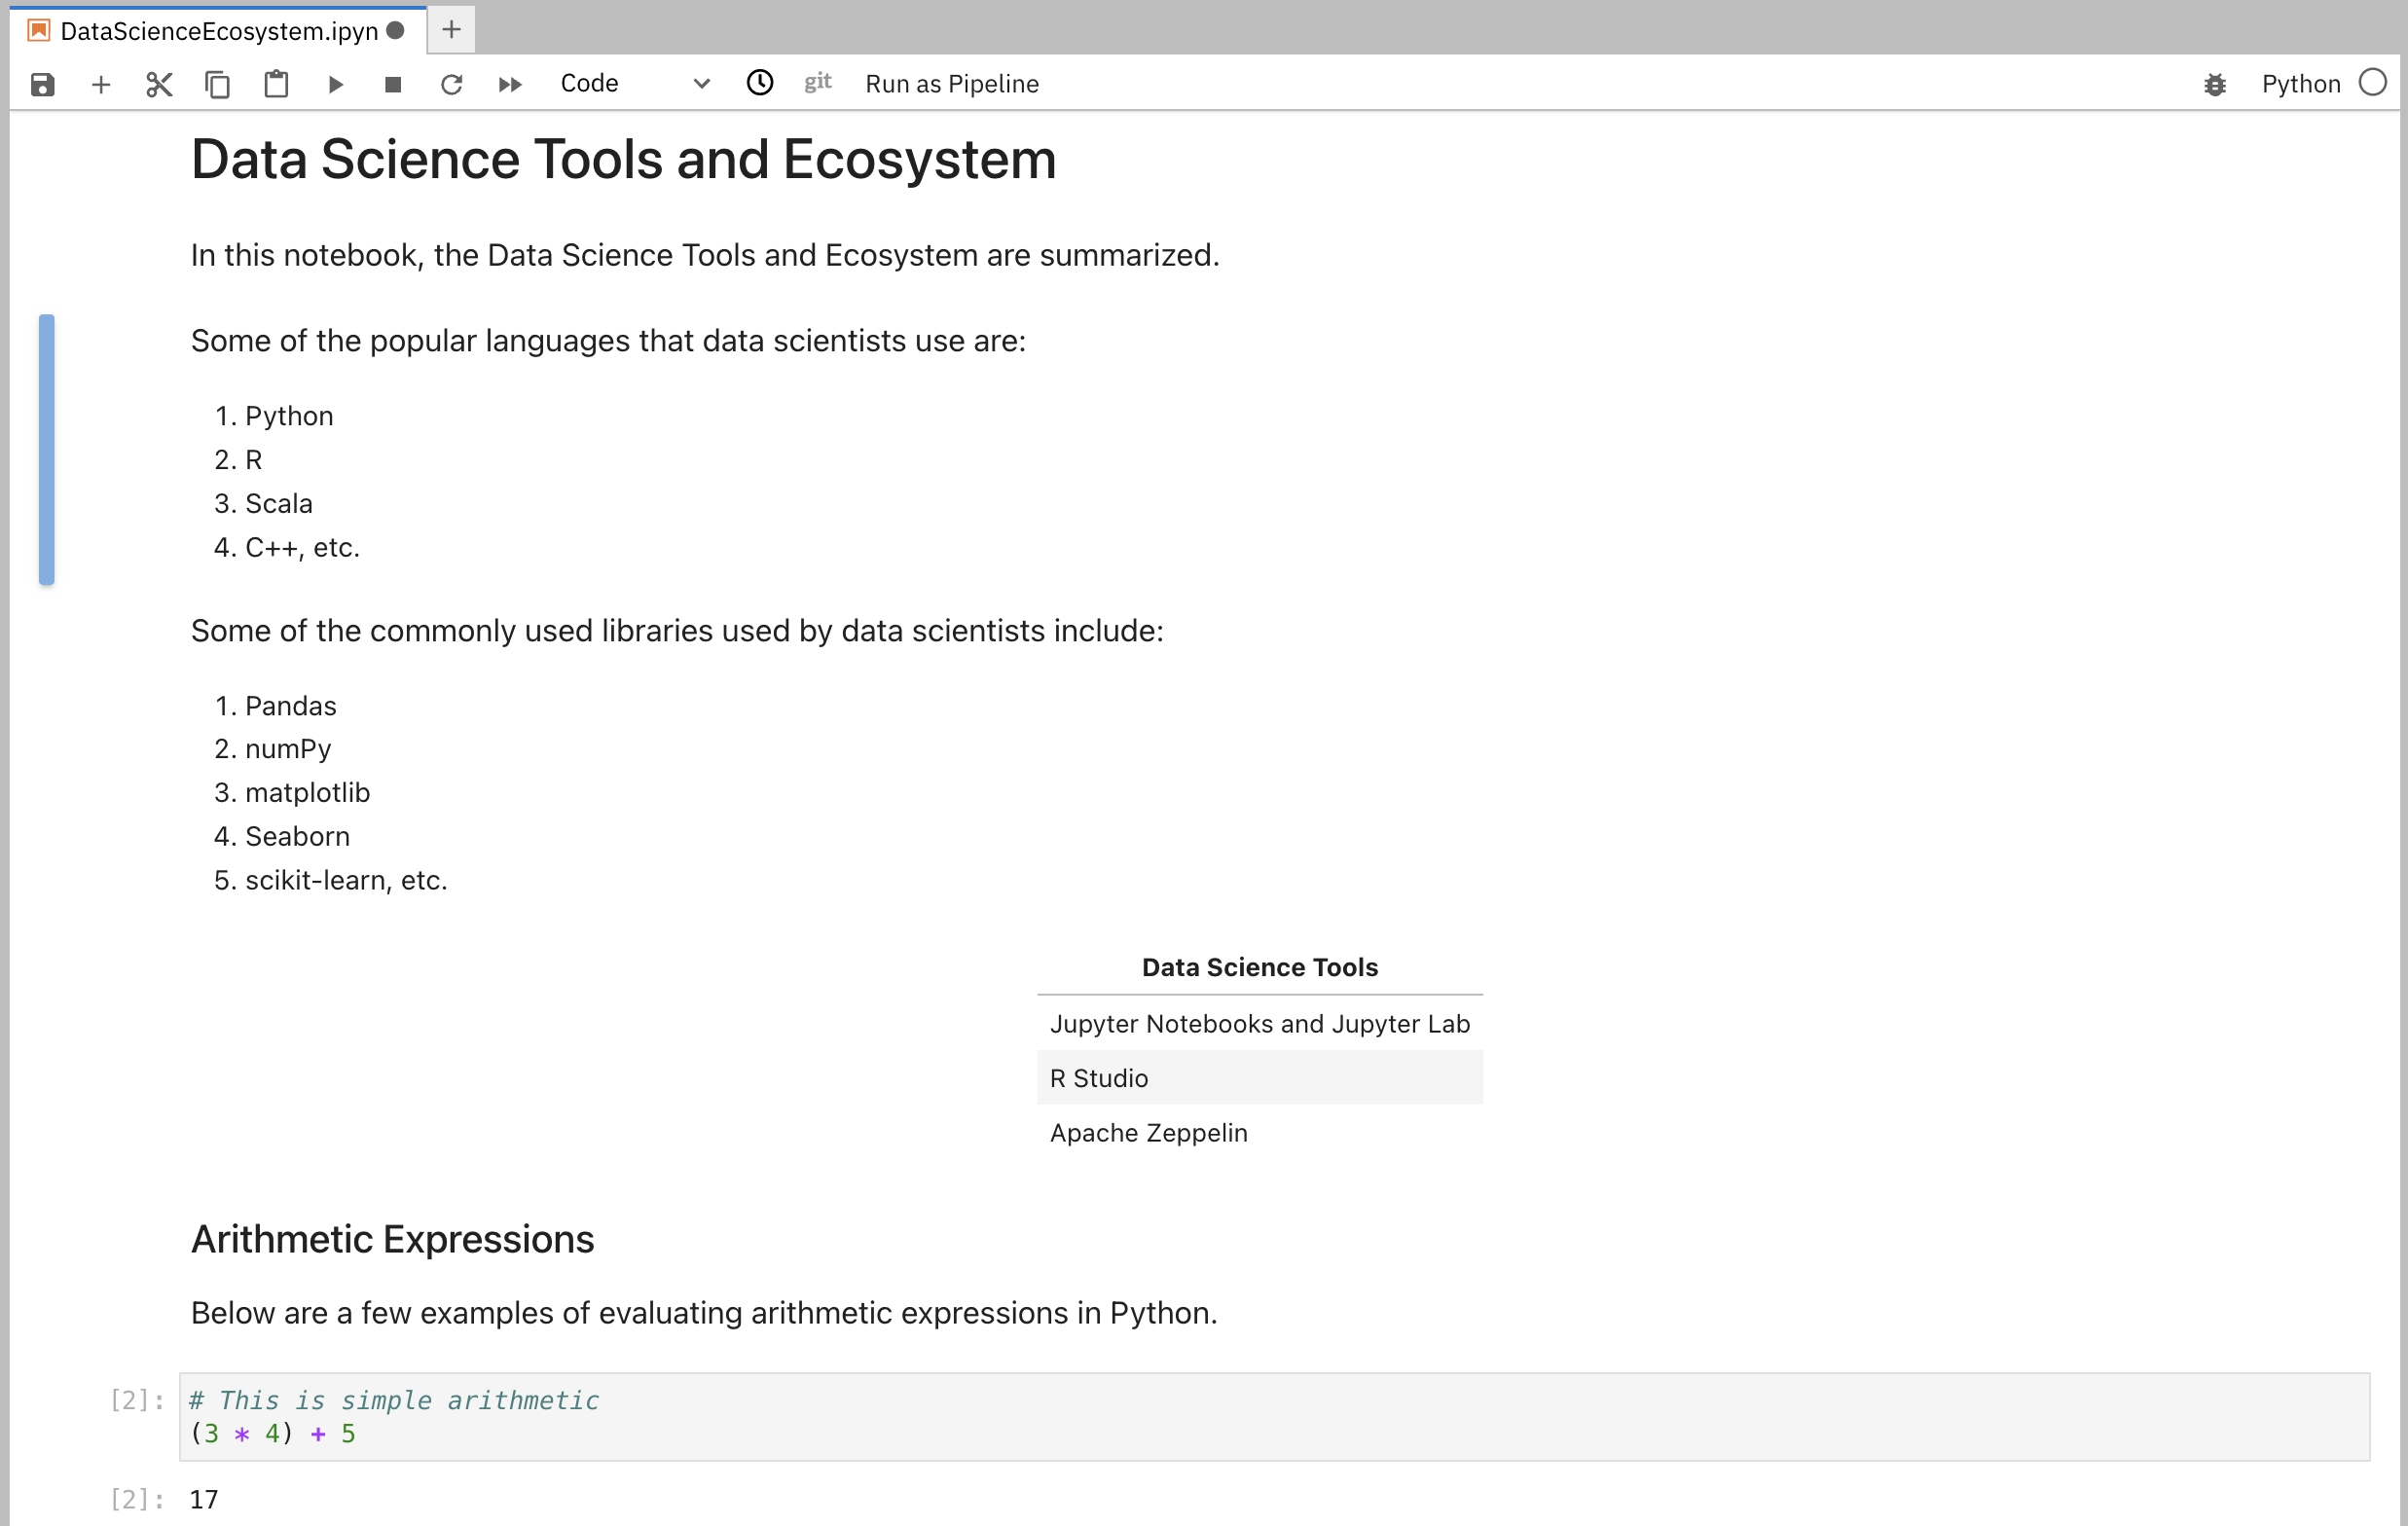 DataScienceEcosystem.ipyn
Code git Run as Pipeline Python
Data Science Tools and Ecosystem
In this notebook, the Data Science Tools and Ecosystem are summarized.
Some of the popular languages that data scientists use are:
1. Python
2. R
3. Scala
4. C++, etc.
Some of the commonly used libraries used by data scientists include:
1. Pandas
2. numPy
3. matplotlib
4. Seaborn
5. scikit-learn, etc.
Data Science Tools
Jupyter Notebooks and Jupyter Lab
R Studio
Apache Zeppelin
Arithmetic Expressions
Below are a few examples of evaluating arithmetic expressions in Python.
[2]: # This is simple arithmetic
(3 * 4) + 5
[2]: 17